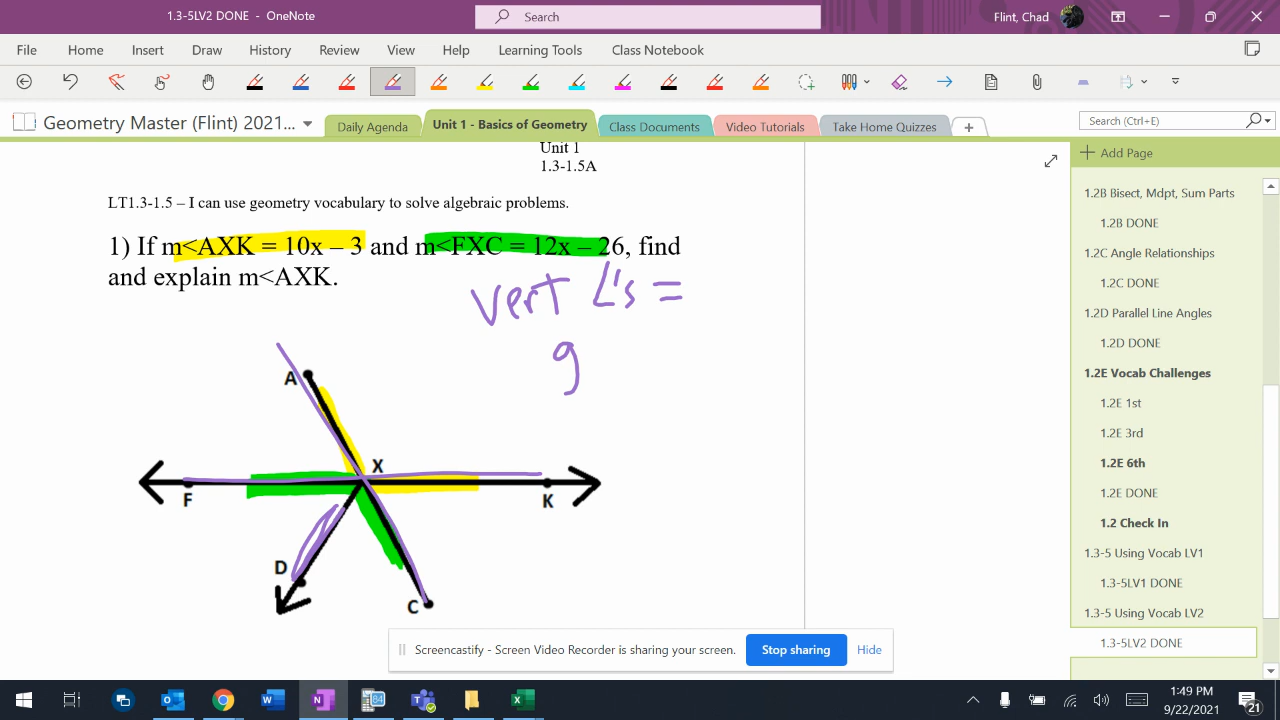 1.3-5LV2 DONE - OneNote
Search
Flint, Chad
File Home Insert Draw History Review View Help Learning Tools Class Notebook
Geometry Master (Flint) 2021...
Daily Agenda
Unit 1 - Basics of Geometry
Class Documents
Video Tutorials
Take Home Quizzes
Search (Ctrl+E)
Unit 1
1.3-1.5A
LT1.3-1.5 – I can use geometry vocabulary to solve algebraic problems.
1) If m<AXK = 10x – 3 and m<FXC = 12x – 26, find
and explain m<AXK.
vert L's =
9
A
X
F
K
D
C
Add Page
1.2B Bisect, Mdpt, Sum Parts
1.2B DONE
1.2C Angle Relationships
1.2C DONE
1.2D Parallel Line Angles
1.2D DONE
1.2E Vocab Challenges
1.2E 1st
1.2E 3rd
1.2E 6th
1.2E DONE
1.2 Check In
1.3-5 Using Vocab LV1
1.3-5LV1 DONE
1.3-5 Using Vocab LV2
1.3-5LV2 DONE
Screencastify - Screen Video Recorder is sharing your screen.
Stop sharing
Hide
1:49 PM
9/22/2021
21